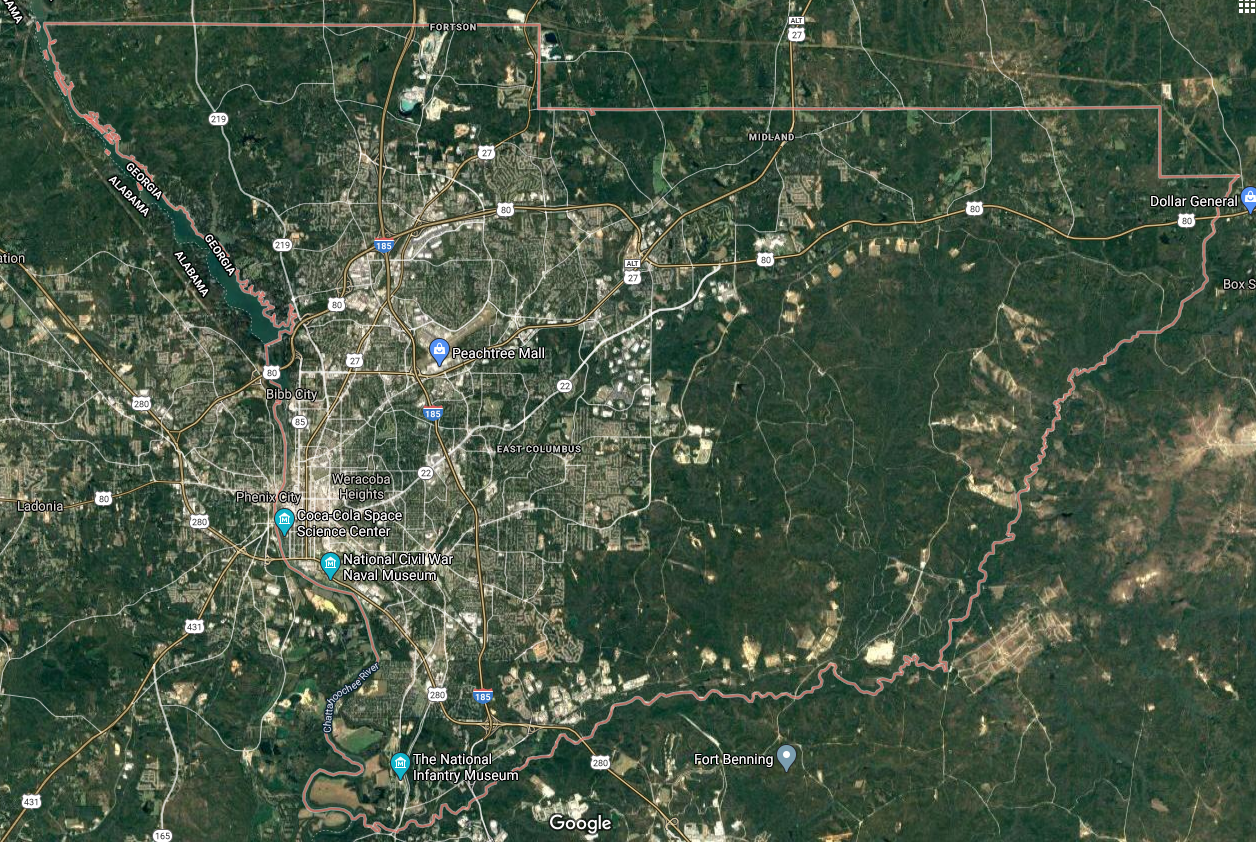 ALABAMA
FORTSON
ALT
27
219
27
MIDLAND
GEORGIA
ALABAMA
80
80
Dollar General
80
GEORGIA
ALABAMA
219
185
ation
ALT
27
80
Box S
80
27
Peachtree Mall
80
Bibb City
22
280
185
85
EAST COLUMBUS
22
Weracoba
Heights
Phenix City
80
Ladonia
280
Coca-Cola Space
Science Center
National Civil War
Naval Museum
431
Chattahoochee River
280
185
The National
Infantry Museum
280
Fort Benning
431
165
Google